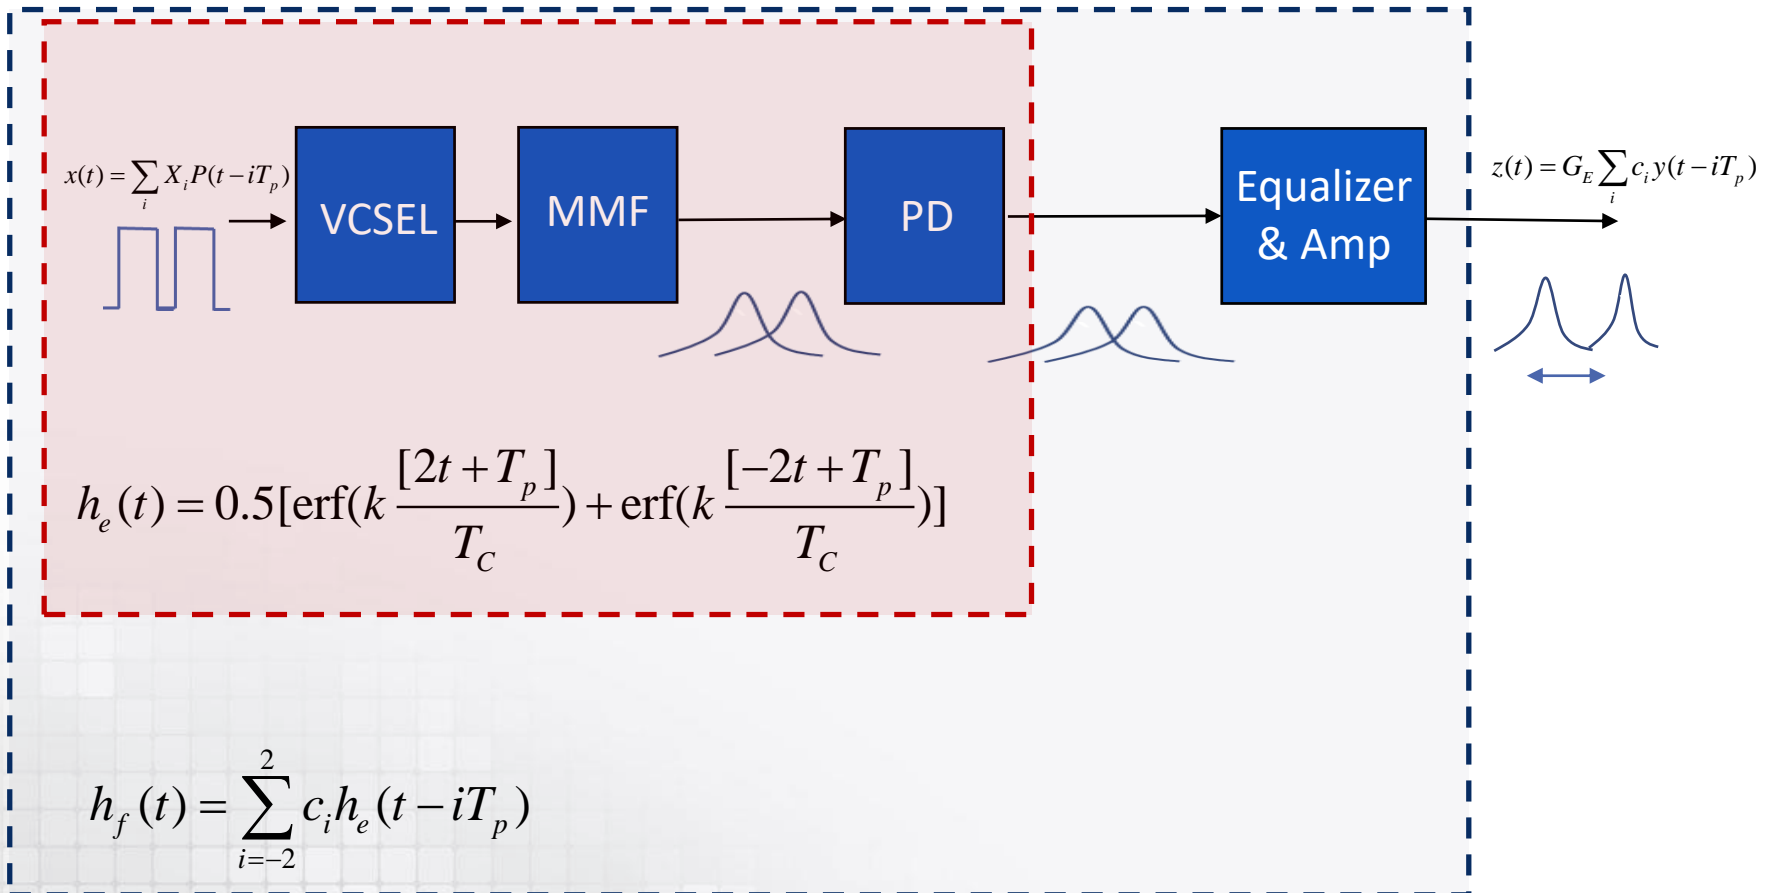 x(t) = ∑_i X_i P(t − iT_p)
VCSEL
MMF
PD
Equalizer
& Amp
z(t) = G_E ∑_i c_i y(t − iT_p)
h_e(t) = 0.5[erf(k [2t + T_p] / T_C) + erf(k [−2t + T_p] / T_C)]
h_f(t) = ∑_{i=−2}^{2} c_i h_e(t − iT_p)